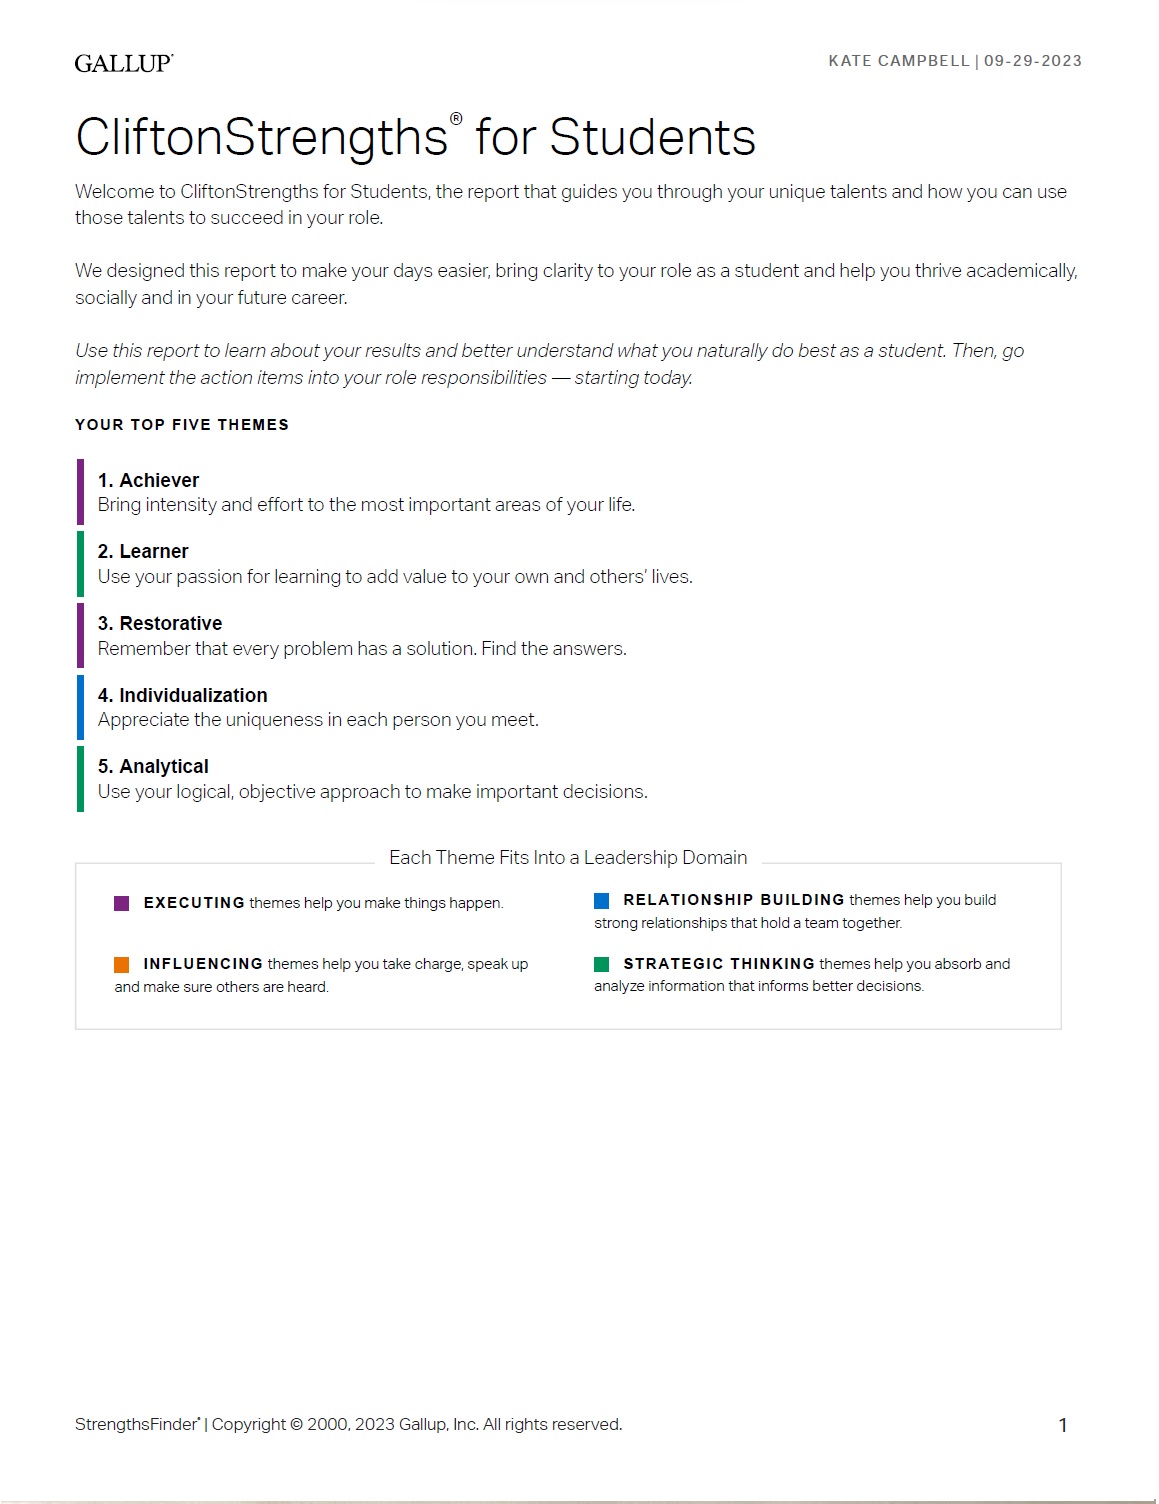 GALLUP®
KATE CAMPBELL | 09-29-2023
CliftonStrengths® for Students
Welcome to CliftonStrengths for Students, the report that guides you through your unique talents and how you can use
those talents to succeed in your role.
We designed this report to make your days easier, bring clarity to your role as a student and help you thrive academically,
socially and in your future career.
Use this report to learn about your results and better understand what you naturally do best as a student. Then, go
implement the action items into your role responsibilities — starting today.
YOUR TOP FIVE THEMES
1. Achiever
Bring intensity and effort to the most important areas of your life.
2. Learner
Use your passion for learning to add value to your own and others’ lives.
3. Restorative
Remember that every problem has a solution. Find the answers.
4. Individualization
Appreciate the uniqueness in each person you meet.
5. Analytical
Use your logical, objective approach to make important decisions.
Each Theme Fits Into a Leadership Domain
EXECUTING themes help you make things happen.
RELATIONSHIP BUILDING themes help you build
strong relationships that hold a team together.
INFLUENCING themes help you take charge, speak up
and make sure others are heard.
STRATEGIC THINKING themes help you absorb and
analyze information that informs better decisions.
StrengthsFinder® | Copyright © 2000, 2023 Gallup, Inc. All rights reserved.
1